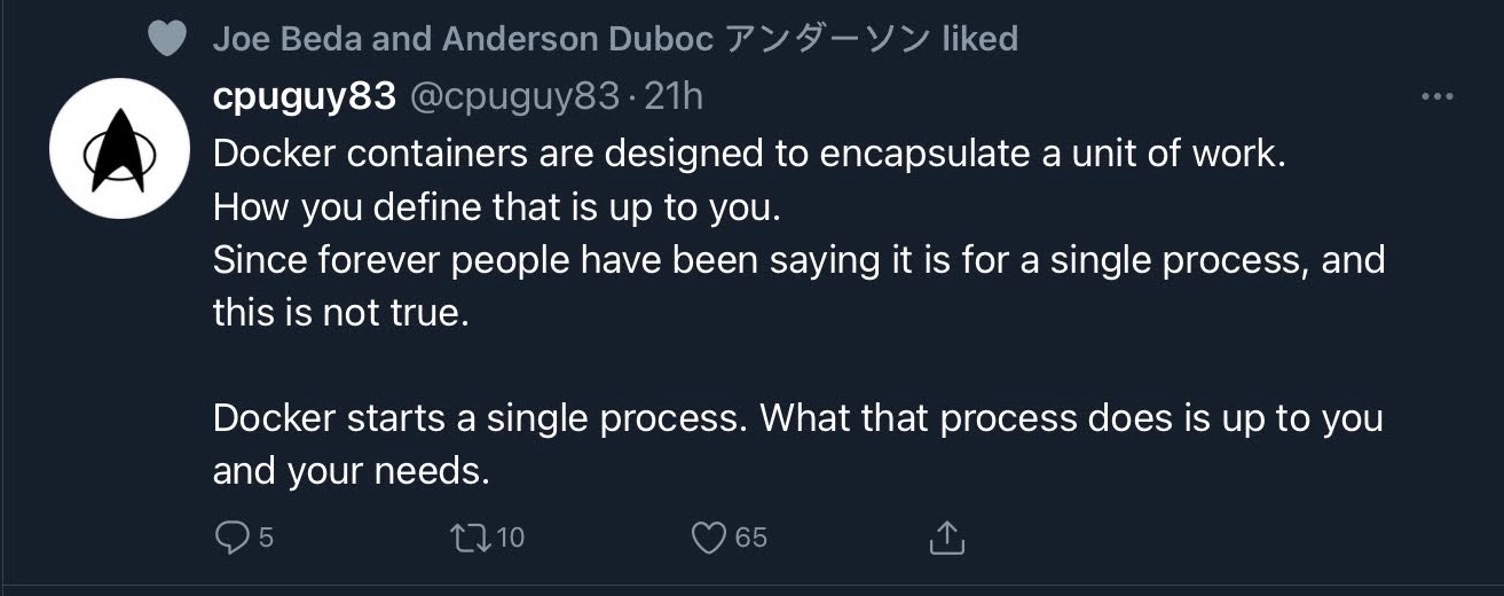 Joe Beda and Anderson Duboc アンダーソン liked
cpuguy83 @cpuguy83 · 21h
Docker containers are designed to encapsulate a unit of work.
How you define that is up to you.
Since forever people have been saying it is for a single process, and
this is not true.
Docker starts a single process. What that process does is up to you
and your needs.
5 10 65